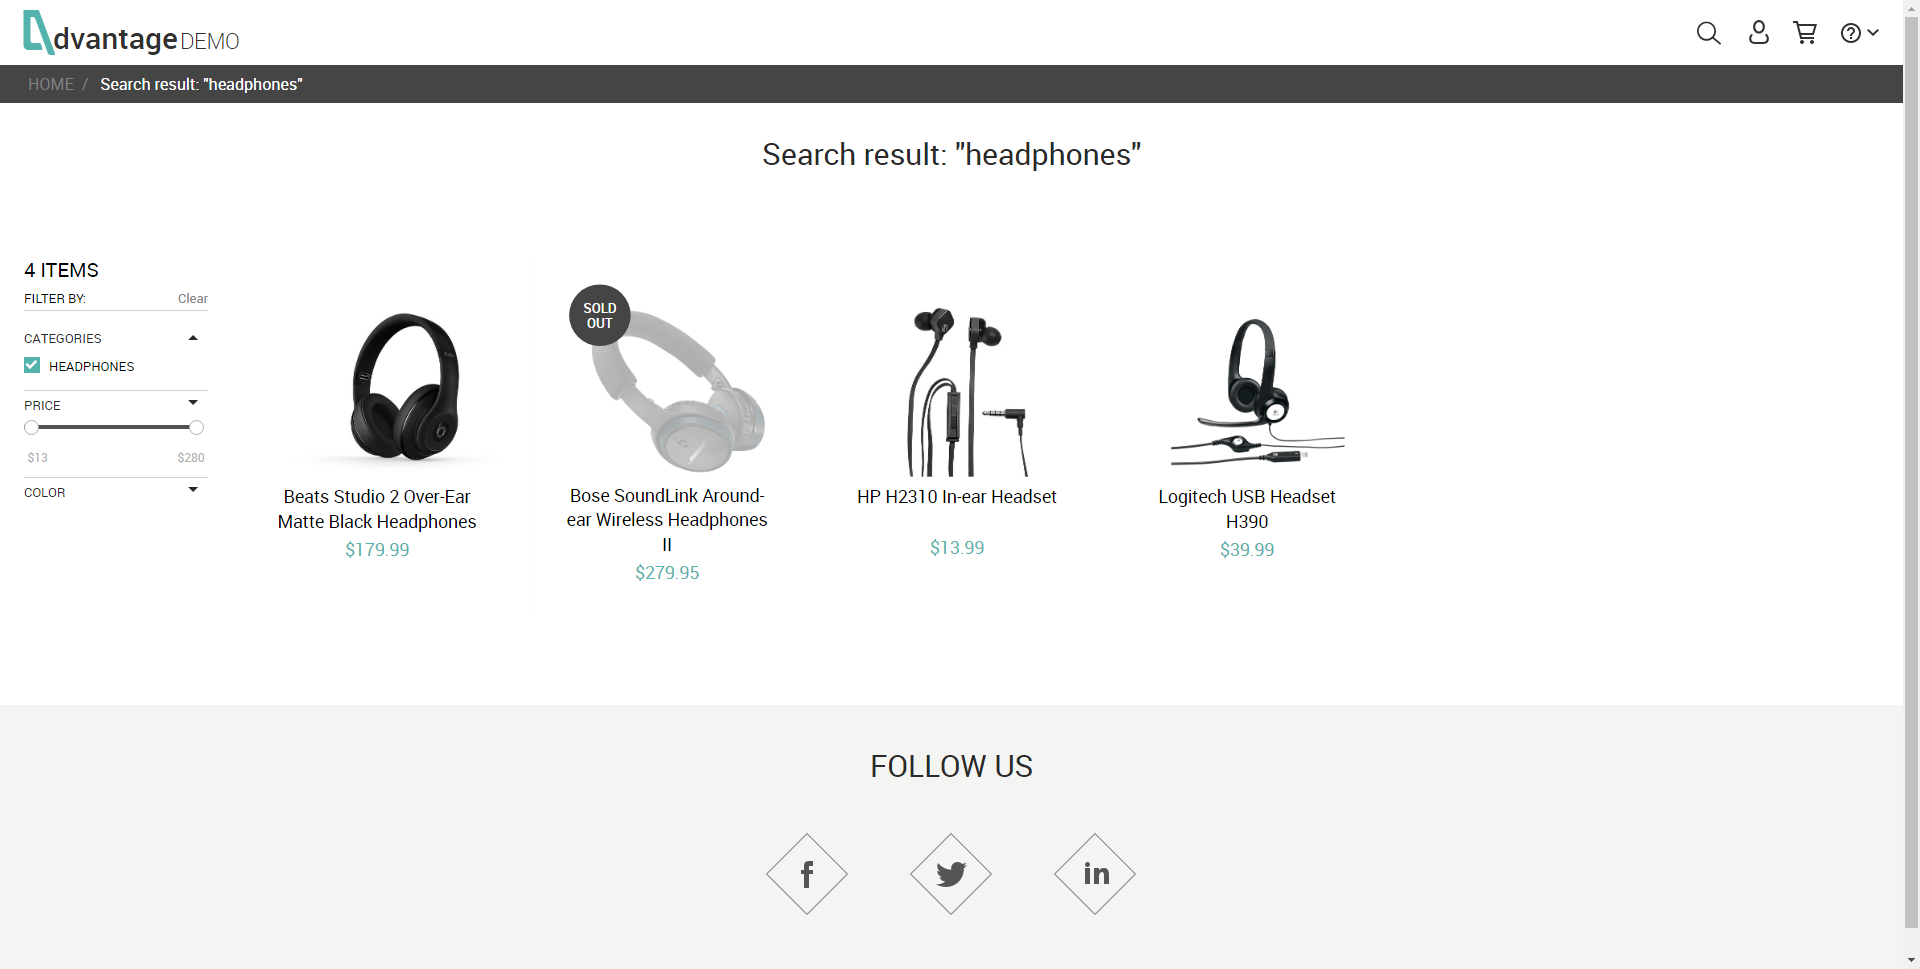 dvantage DEMO
HOME / Search result: "headphones"
Search result: "headphones"
4 ITEMS
FILTER BY: Clear
CATEGORIES
HEADPHONES
PRICE
$13 $280
COLOR
Beats Studio 2 Over-Ear
Matte Black Headphones
$179.99
SOLD
OUT
Bose SoundLink Around-
ear Wireless Headphones
II
$279.95
HP H2310 In-ear Headset
$13.99
Logitech USB Headset
H390
$39.99
FOLLOW US
f
in